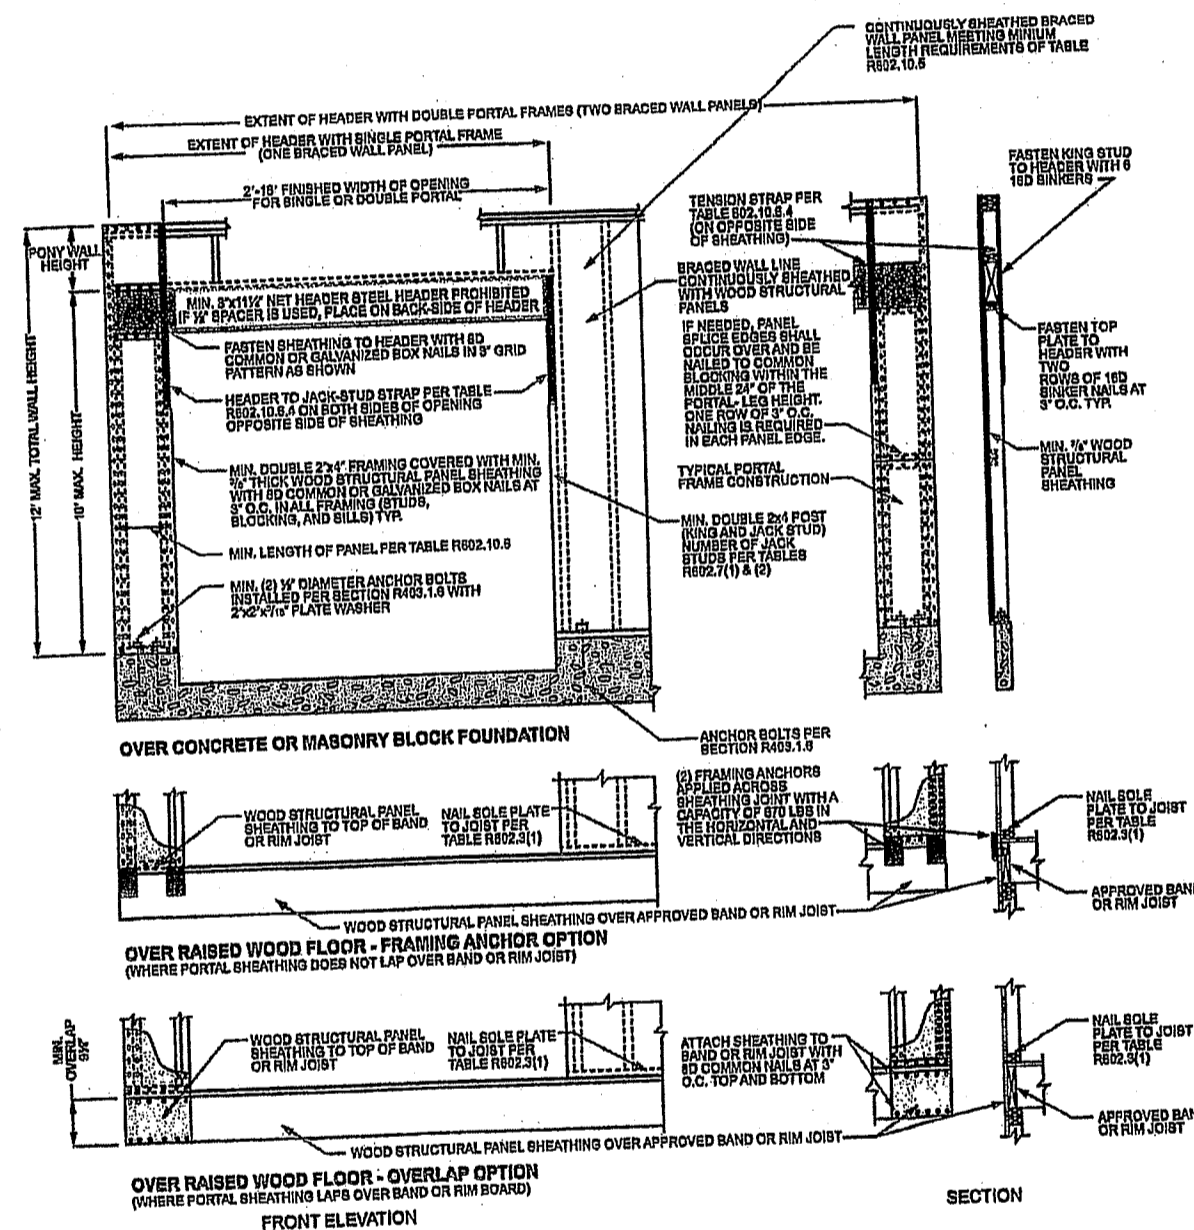 CONTINUOUSLY SHEATHED BRACED
WALL PANEL MEETING MINIUM
LENGTH REQUIREMENTS OF TABLE
R602.10.5
EXTENT OF HEADER WITH DOUBLE PORTAL FRAMES (TWO BRACED WALL PANELS)
EXTENT OF HEADER WITH SINGLE PORTAL FRAME
(ONE BRACED WALL PANEL)
2'-18' FINISHED WIDTH OF OPENING
FOR SINGLE OR DOUBLE PORTAL
FASTEN KING STUD
TO HEADER WITH 6
16D SINKERS
TENSION STRAP PER
TABLE 602.10.6.4
(ON OPPOSITE SIDE
OF SHEATHING)
PONY WALL
HEIGHT
12' MAX. TOTAL WALL HEIGHT
10' MAX. HEIGHT
MIN. 3"x11¼" NET HEADER STEEL HEADER PROHIBITED
IF ½" SPACER IS USED, PLACE ON BACK-SIDE OF HEADER
BRACED WALL LINE
CONTINUOUSLY SHEATHED
WITH WOOD STRUCTURAL
PANELS
FASTEN SHEATHING TO HEADER WITH 8D
COMMON OR GALVANIZED BOX NAILS IN 3" GRID
PATTERN AS SHOWN
IF NEEDED, PANEL
SPLICE EDGES SHALL
OCCUR OVER AND BE
NAILED TO COMMON
BLOCKING WITHIN THE
MIDDLE 24" OF THE
PORTAL-LEG HEIGHT.
ONE ROW OF 3" O.C.
NAILING IS REQUIRED
IN EACH PANEL EDGE.
FASTEN TOP
PLATE TO
HEADER WITH
TWO
ROWS OF 16D
SINKER NAILS AT
3" O.C. TYP.
HEADER TO JACK-STUD STRAP PER TABLE
R602.10.6.4 ON BOTH SIDES OF OPENING
OPPOSITE SIDE OF SHEATHING
MIN. ⅜" WOOD
STRUCTURAL
PANEL
SHEATHING
MIN. DOUBLE 2"x4" FRAMING COVERED WITH MIN.
⅜" THICK WOOD STRUCTURAL PANEL SHEATHING
WITH 8D COMMON OR GALVANIZED BOX NAILS AT
3" O.C. IN ALL FRAMING (STUDS,
BLOCKING, AND SILLS) TYP.
TYPICAL PORTAL
FRAME CONSTRUCTION
MIN. DOUBLE 2x4 POST
(KING AND JACK STUD)
NUMBER OF JACK
STUDS PER TABLES
R602.7(1) & (2)
MIN. LENGTH OF PANEL PER TABLE R602.10.5
MIN. (2) ½" DIAMETER ANCHOR BOLTS
INSTALLED PER SECTION R403.1.6 WITH
2"x2"x³⁄₁₆" PLATE WASHER
OVER CONCRETE OR MASONRY BLOCK FOUNDATION
ANCHOR BOLTS PER
SECTION R403.1.6
WOOD STRUCTURAL PANEL
SHEATHING TO TOP OF BAND
OR RIM JOIST
NAIL SOLE PLATE
TO JOIST PER
TABLE R602.3(1)
(2) FRAMING ANCHORS
APPLIED ACROSS
SHEATHING JOINT WITH A
CAPACITY OF 670 LBS IN
THE HORIZONTAL AND
VERTICAL DIRECTIONS
NAIL SOLE
PLATE TO JOIST
PER TABLE
R602.3(1)
APPROVED BAND
OR RIM JOIST
WOOD STRUCTURAL PANEL SHEATHING OVER APPROVED BAND OR RIM JOIST
OVER RAISED WOOD FLOOR - FRAMING ANCHOR OPTION
(WHERE PORTAL SHEATHING DOES NOT LAP OVER BAND OR RIM JOIST)
MIN.
OVERLAP
9¼"
WOOD STRUCTURAL PANEL
SHEATHING TO TOP OF BAND
OR RIM JOIST
NAIL SOLE PLATE
TO JOIST PER
TABLE R602.3(1)
ATTACH SHEATHING TO
BAND OR RIM JOIST WITH
8D COMMON NAILS AT 3"
O.C. TOP AND BOTTOM
NAIL SOLE
PLATE TO JOIST
PER TABLE
R602.3(1)
APPROVED BAND
OR RIM JOIST
WOOD STRUCTURAL PANEL SHEATHING OVER APPROVED BAND OR RIM JOIST
OVER RAISED WOOD FLOOR - OVERLAP OPTION
(WHERE PORTAL SHEATHING LAPS OVER BAND OR RIM BOARD)
FRONT ELEVATION
SECTION